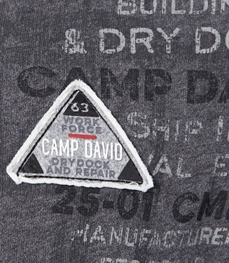 BUILDIN
& DRY DO
CAMP DA
SHIP I
VAL E
25-01 CM
MANUFACTURE
63
WORK
FORCE
CAMP DAVID
DRYDOCK
AND REPAIR